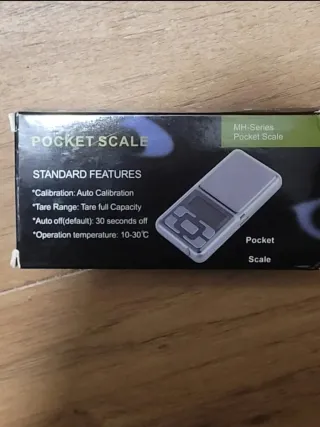 POCKET SCALE
MH-Series
Pocket Scale
STANDARD FEATURES
*Calibration: Auto Calibration
*Tare Range: Tare full Capacity
*Auto off(default): 30 seconds off
*Operation temperature: 10-30℃
Pocket
Scale